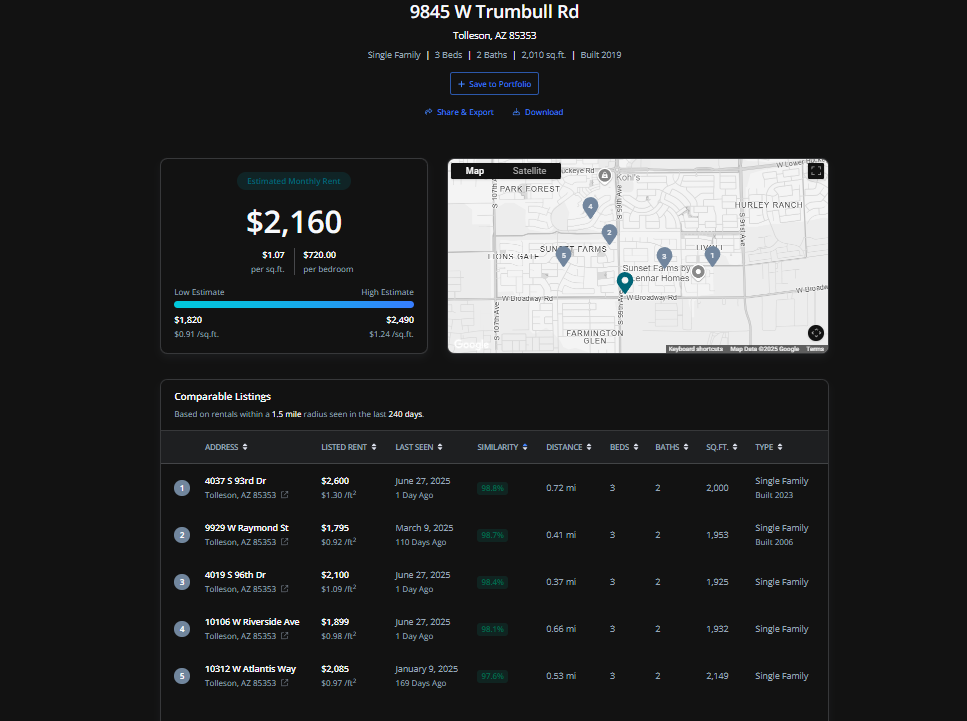 9845 W Trumbull Rd
Tolleson, AZ 85353
Single Family | 3 Beds | 2 Baths | 2,010 sq.ft. | Built 2019
+ Save to Portfolio
Share & Export Download
Estimated Monthly Rent
$2,160
$1.07 $720.00
per sq.ft. per bedroom
Low Estimate High Estimate
$1,820 $2,490
$0.91 /sq.ft. $1.24 /sq.ft.
Map Satellite
uckeye Rd
W Lower
Kohl's
PARK FOREST
S 107th A
S 99th Ave
HURLEY RANCH
S 91st Ave
4
2
SUNSET FARMS
LIONS GATE
5
3
1
Sunset Farms by
Lennar Homes
W Broadway Rd
W Broadway Rd
W Broadw
S 107th Ave
S 99th Ave
FARMINGTON
GLEN
Google
Keyboard shortcuts Map Data ©2025 Google Terms
Comparable Listings
Based on rentals within a 1.5 mile radius seen in the last 240 days.
ADDRESS LISTED RENT LAST SEEN SIMILARITY DISTANCE BEDS BATHS SQ.FT. TYPE
1 4037 S 93rd Dr $2,600 June 27, 2025 98.8% 0.72 mi 3 2 2,000 Single Family
Tolleson, AZ 85353 $1.30 /ft² 1 Day Ago Built 2023
2 9929 W Raymond St $1,795 March 9, 2025 98.7% 0.41 mi 3 2 1,953 Single Family
Tolleson, AZ 85353 $0.92 /ft² 110 Days Ago Built 2006
3 4019 S 96th Dr $2,100 June 27, 2025 98.4% 0.37 mi 3 2 1,925 Single Family
Tolleson, AZ 85353 $1.09 /ft² 1 Day Ago
4 10106 W Riverside Ave $1,899 June 27, 2025 98.1% 0.66 mi 3 2 1,932 Single Family
Tolleson, AZ 85353 $0.98 /ft² 1 Day Ago
5 10312 W Atlantis Way $2,085 January 9, 2025 97.6% 0.53 mi 3 2 2,149 Single Family
Tolleson, AZ 85353 $0.97 /ft² 169 Days Ago